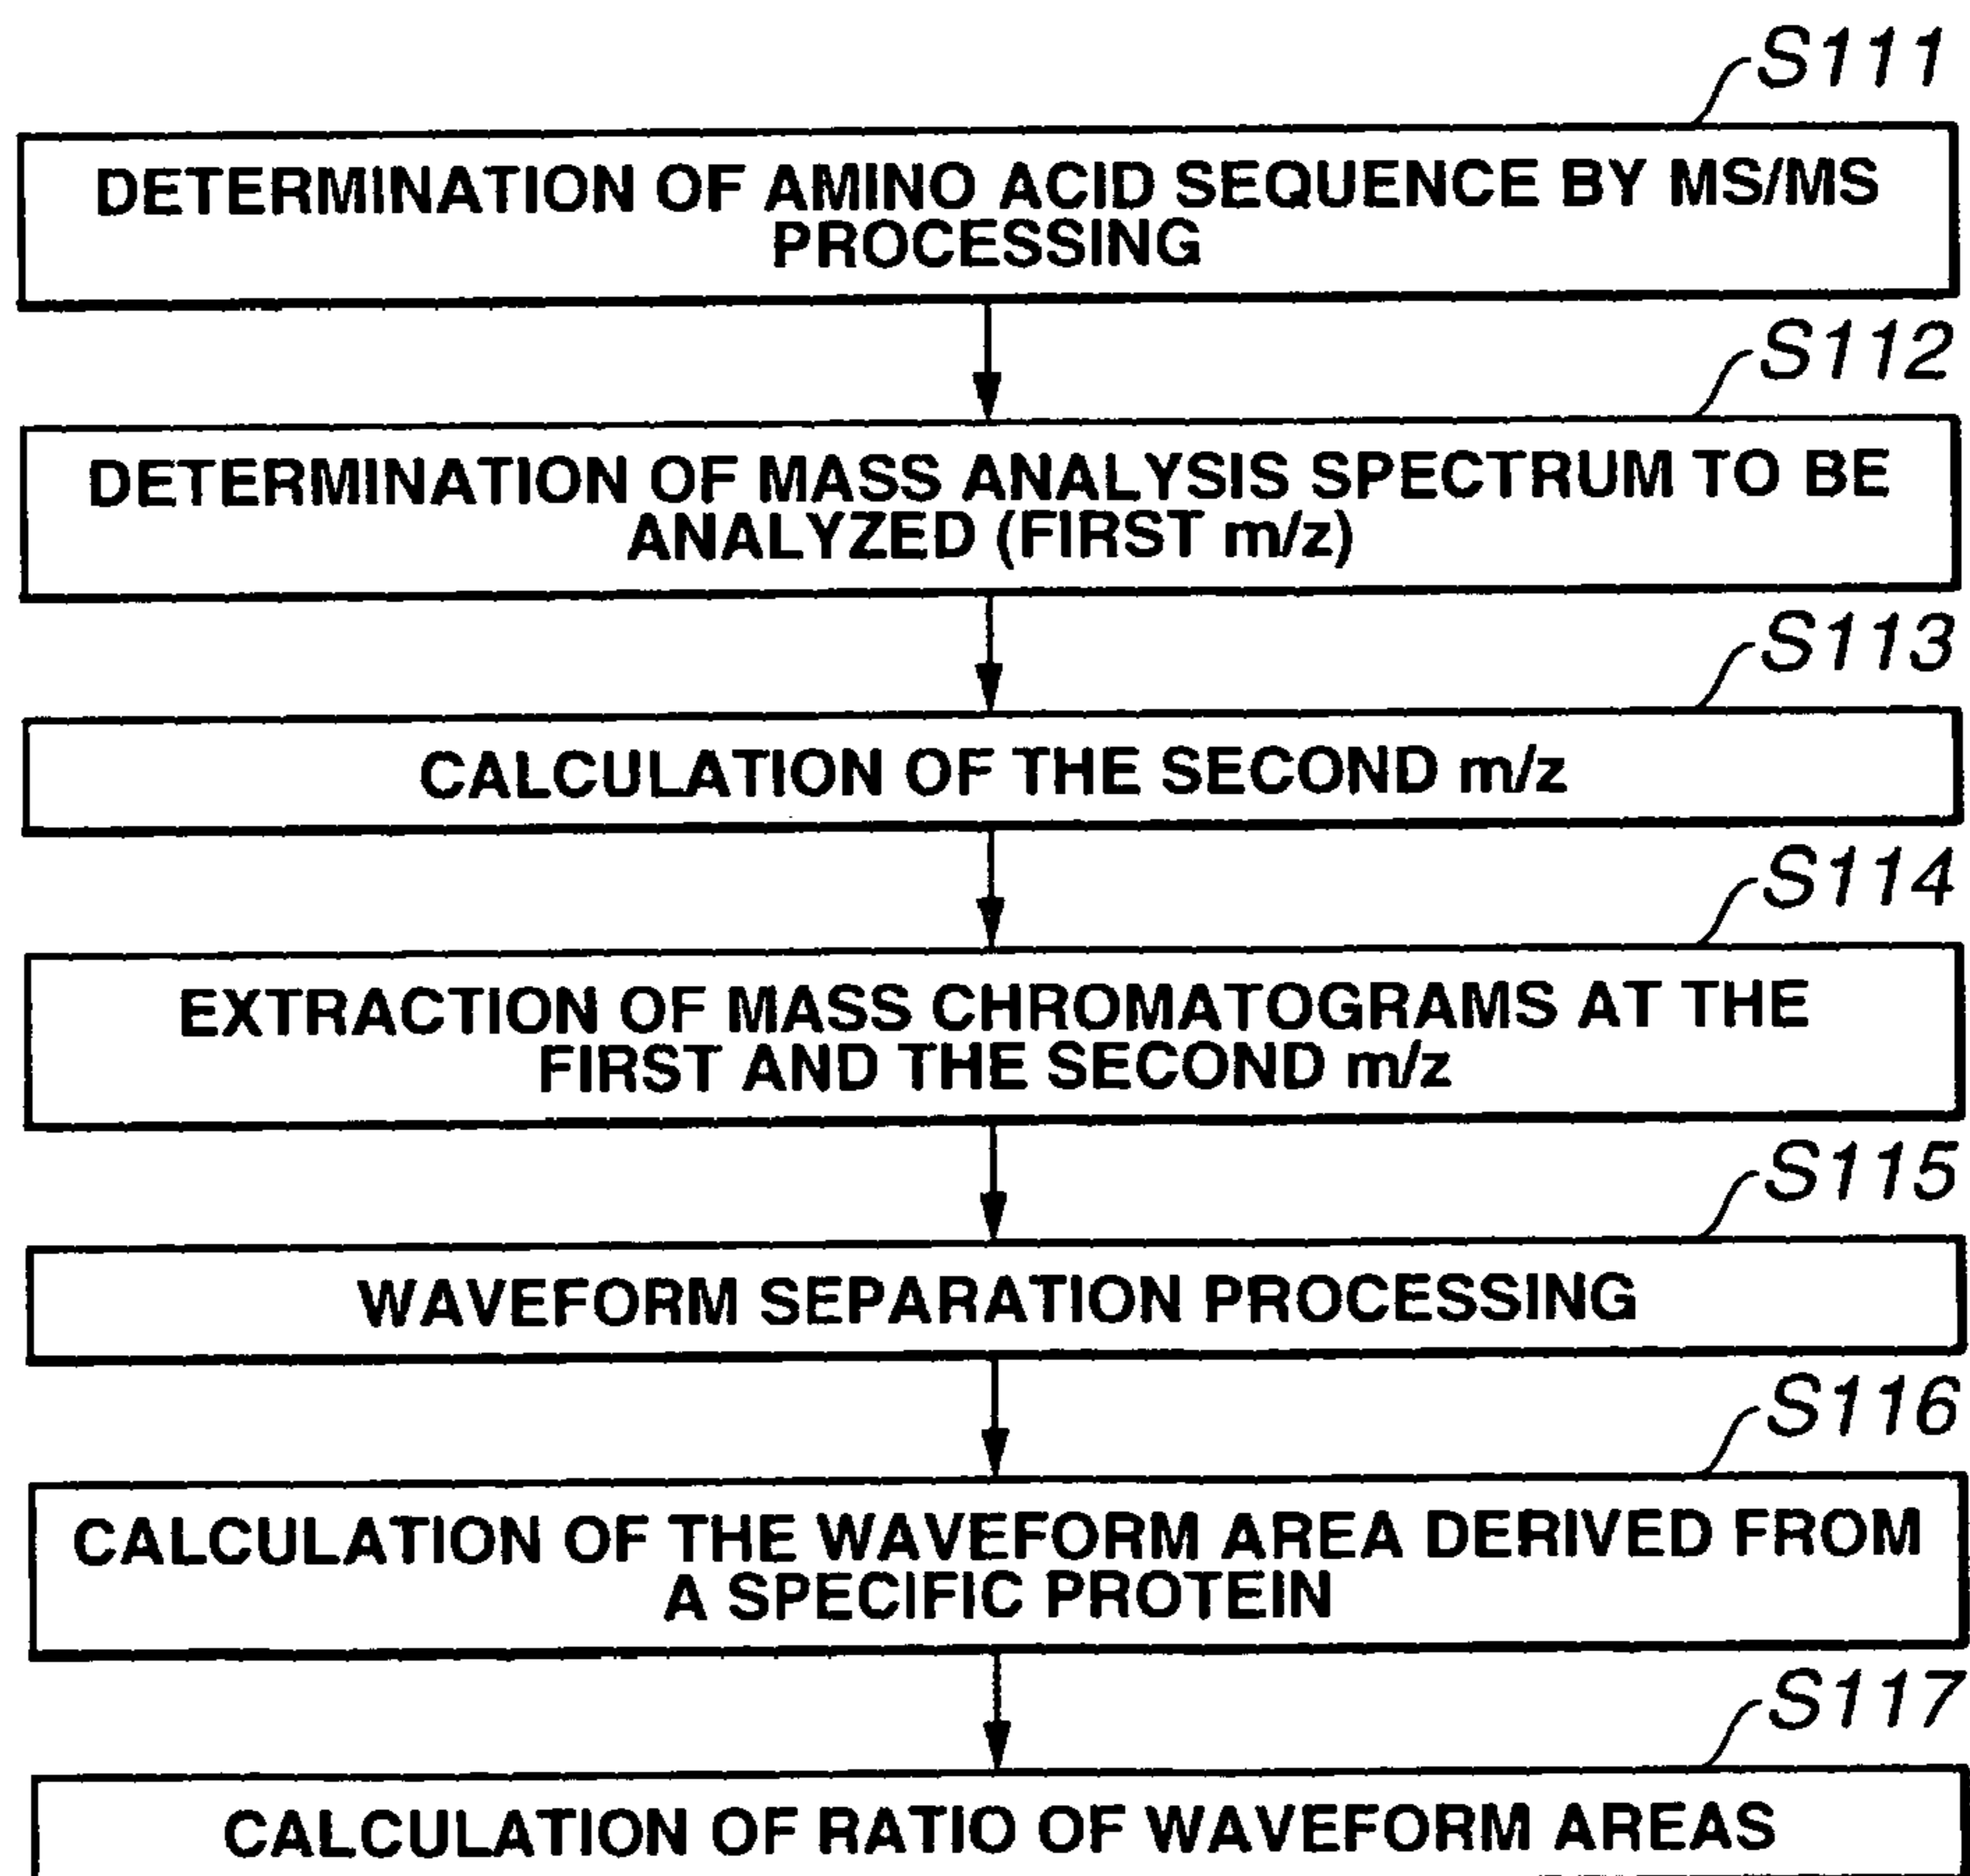 S111
DETERMINATION OF AMINO ACID SEQUENCE BY MS/MS
PROCESSING
S112
DETERMINATION OF MASS ANALYSIS SPECTRUM TO BE
ANALYZED (FIRST m/z)
S113
CALCULATION OF THE SECOND m/z
S114
EXTRACTION OF MASS CHROMATOGRAMS AT THE
FIRST AND THE SECOND m/z
S115
WAVEFORM SEPARATION PROCESSING
S116
CALCULATION OF THE WAVEFORM AREA DERIVED FROM
A SPECIFIC PROTEIN
S117
CALCULATION OF RATIO OF WAVEFORM AREAS